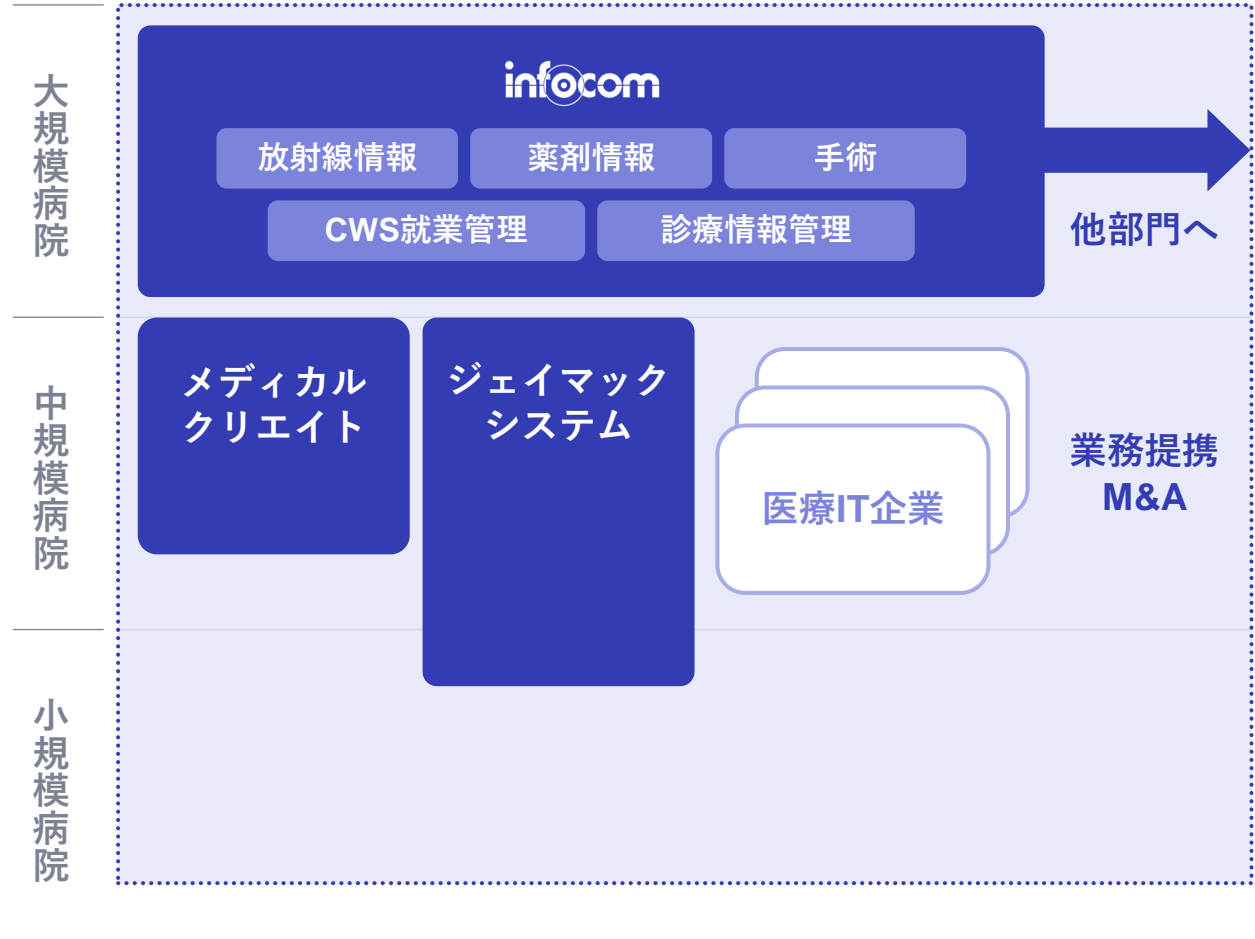 大規模病院
infocom
放射線情報
薬剤情報
手術
CWS就業管理
診療情報管理
他部門へ
中規模病院
メディカル
クリエイト
ジェイマック
システム
医療IT企業
業務提携
M&A
小規模病院